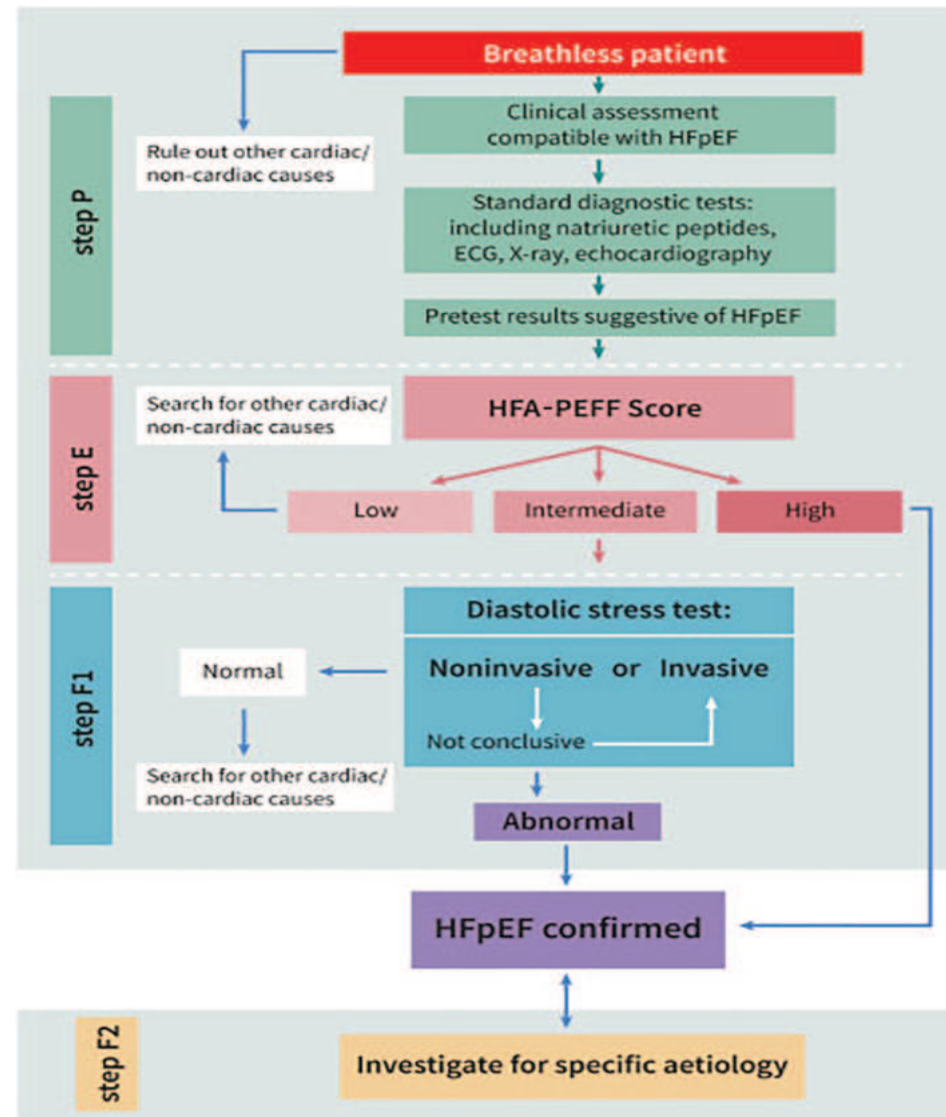 Breathless patient
step P
Clinical assessment
compatible with HFpEF
Rule out other cardiac/
non-cardiac causes
Standard diagnostic tests:
including natriuretic peptides,
ECG, X-ray, echocardiography
Pretest results suggestive of HFpEF
step E
HFA-PEFF Score
Search for other cardiac/
non-cardiac causes
Low
Intermediate
High
step F1
Diastolic stress test:
Noninvasive or Invasive
Not conclusive
Normal
Search for other cardiac/
non-cardiac causes
Abnormal
HFpEF confirmed
step F2
Investigate for specific aetiology